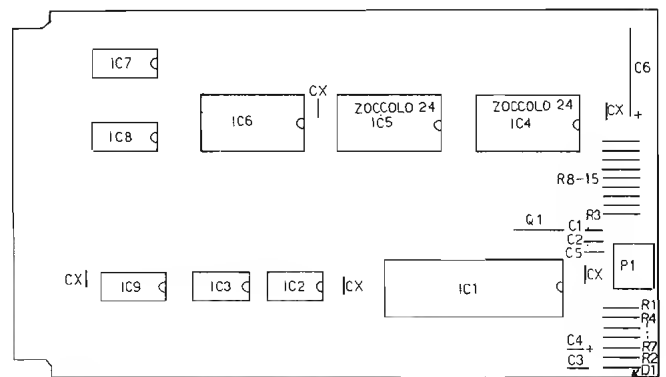 IC7
C6
CX
ZOCCOLO 24
IC5
ZOCCOLO 24
IC4
CX
+
IC8
IC6
R8-15
R3
Q1
C1
C2
C5
P1
CX
IC9
IC3
IC2
CX
IC1
CX
R1
R4
C4
+
R7
C3
R2
D1
K